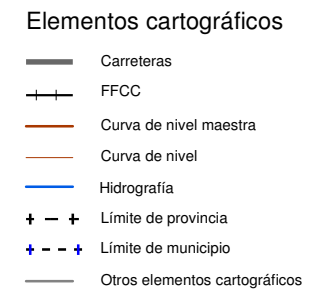 Elementos cartográficos
Carreteras
FFCC
Curva de nivel maestra
Curva de nivel
Hidrografía
Límite de provincia
Límite de municipio
Otros elementos cartográficos